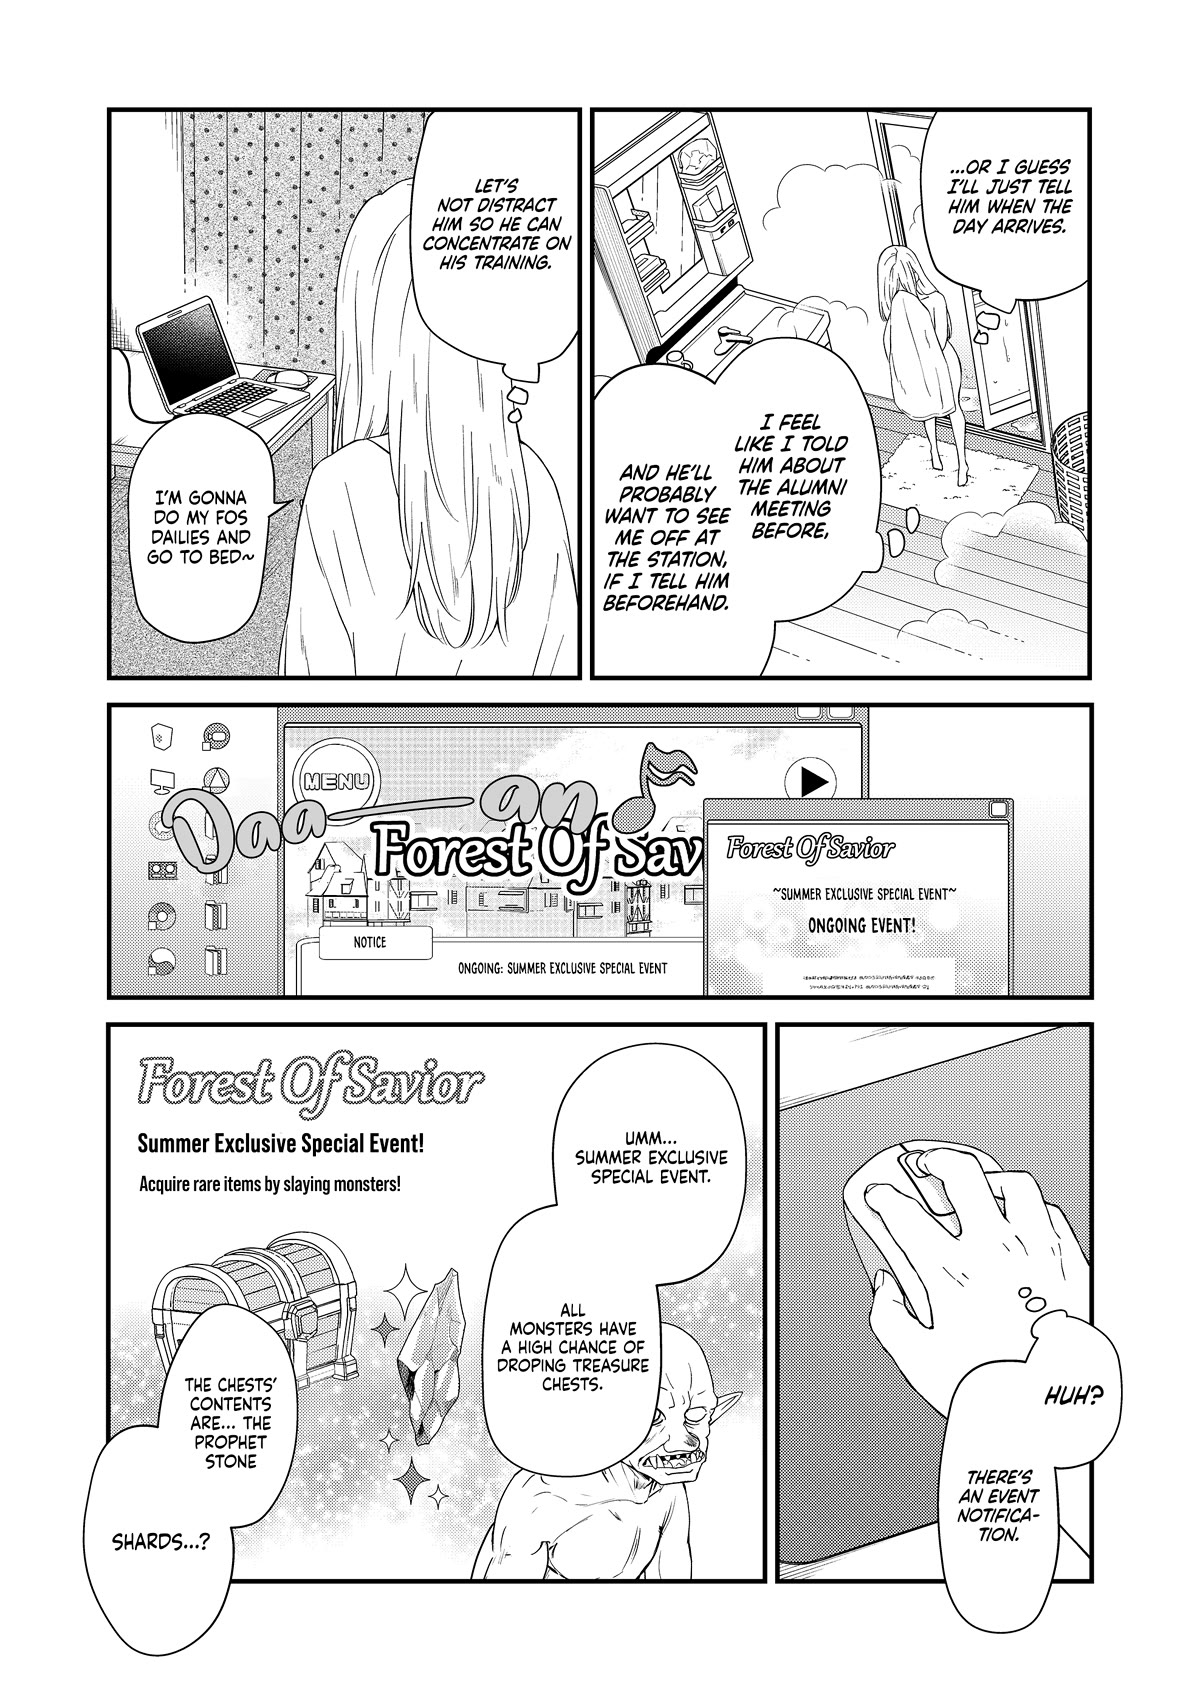 ...OR I GUESS
I'LL JUST TELL
HIM WHEN THE
DAY ARRIVES.
I FEEL
LIKE I TOLD
HIM ABOUT
THE ALUMNI
MEETING
BEFORE,
AND HE'LL
PROBABLY
WANT TO SEE
ME OFF AT
THE STATION,
IF I TELL HIM
BEFOREHAND.
LET'S
NOT DISTRACT
HIM SO HE CAN
CONCENTRATE ON
HIS TRAINING.
I'M GONNA
DO MY FOS
DAILIES AND
GO TO BED~
MENU
Daa—an♪
Forest Of Sav
NOTICE
ONGOING: SUMMER EXCLUSIVE SPECIAL EVENT
Forest Of Savior
~SUMMER EXCLUSIVE SPECIAL EVENT~
ONGOING EVENT!
HUH?
THERE'S
AN EVENT
NOTIFICA-
TION.
Forest Of Savior
Summer Exclusive Special Event!
Acquire rare items by slaying monsters!
UMM...
SUMMER EXCLUSIVE
SPECIAL EVENT.
ALL
MONSTERS HAVE
A HIGH CHANCE OF
DROPING TREASURE
CHESTS.
THE CHESTS'
CONTENTS
ARE... THE
PROPHET
STONE
SHARDS...?